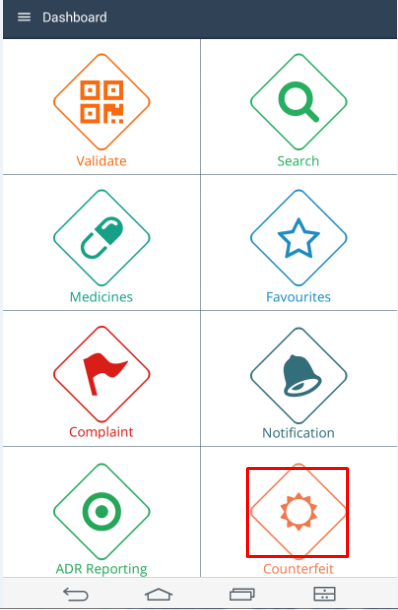 Dashboard
Validate
Search
Medicines
Favourites
Complaint
Notification
ADR Reporting
Counterfeit